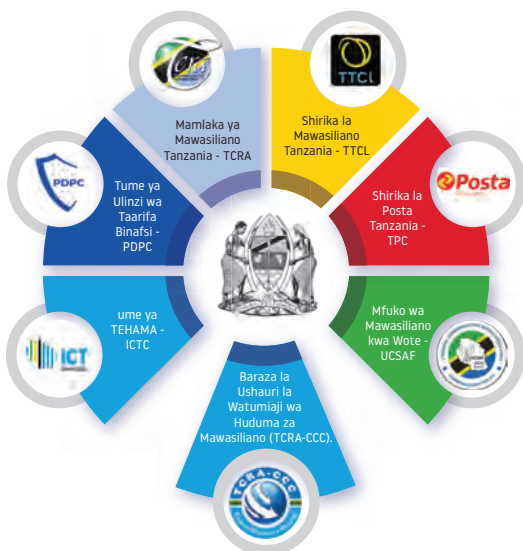 TTCL
Mamlaka ya
Mawasiliano
Tanzania - TCRA
Shirika la
Mawasiliano
Tanzania - TTCL
PDPC
Tume ya
Ulinzi wa
Taarifa
Binafsi -
PDPC
Shirika la
Posta
Tanzania -
TPC
Posta
ume ya
TEHAMA -
ICTC
ICT
Mfuko wa
Mawasiliano
kwa Wote -
UCSAF
Baraza la
Ushauri la
Watumiaji wa
Huduma za
Mawasiliano (TCRA-CCC).
TCRA-CCC